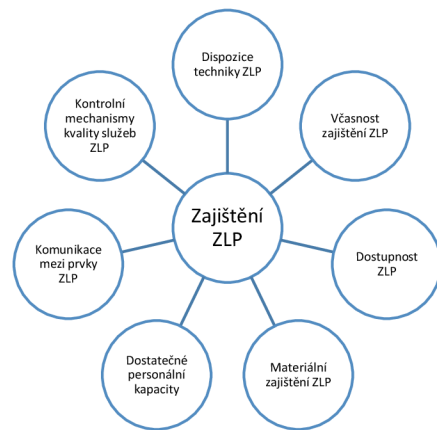 Dispozice
techniky ZLP
Včasnost
zajištění ZLP
Dostupnost
ZLP
Materiální
zajištění ZLP
Dostatečné
personální
kapacity
Komunikace
mezi prvky
ZLP
Kontrolní
mechanismy
kvality služeb
ZLP
Zajištění
ZLP